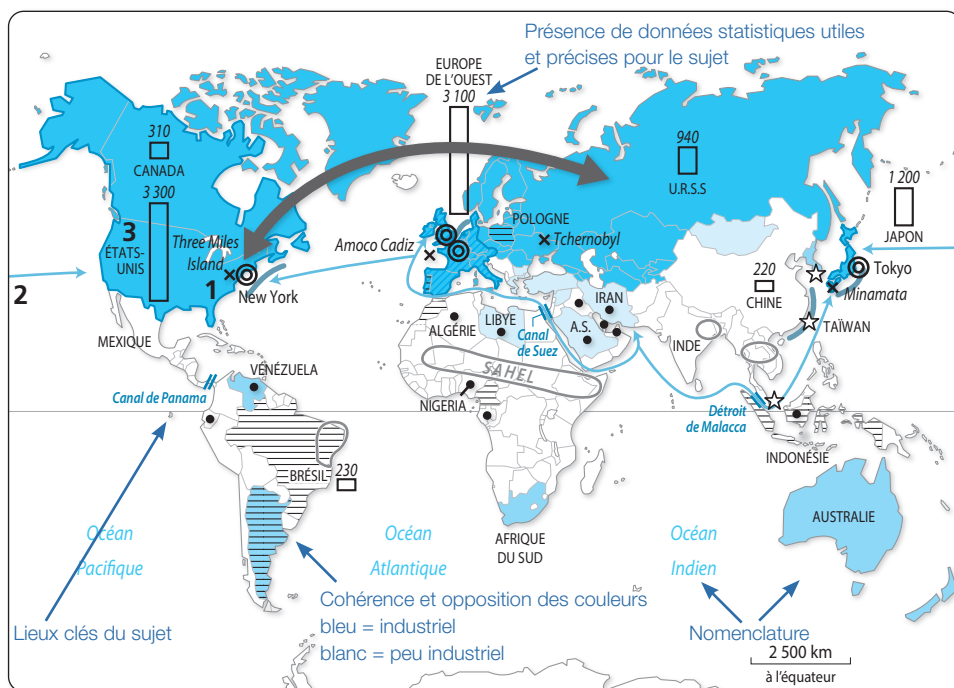 Présence de données statistiques utiles
et précises pour le sujet
EUROPE
DE L'OUEST
3 100
310
CANADA
3 300
3
ÉTATS-
UNIS
Three Miles
Island
1
New York
2
940
U.R.S.S
1 200
JAPON
POLOGNE
Amoco Cadiz
Tchernobyl
Tokyo
Minamata
220
CHINE
TAÏWAN
MEXIQUE
ALGÉRIE
LIBYE
Canal
de Suez
IRAN
A.S.
INDE
SAHEL
VÉNÉZUELA
Canal de Panama
NIGERIA
Détroit
de Malacca
INDONÉSIE
BRÉSIL
230
AUSTRALIE
AFRIQUE
DU SUD
Océan
Pacifique
Océan
Atlantique
Océan
Indien
Lieux clés du sujet
Cohérence et opposition des couleurs
bleu = industriel
blanc = peu industriel
Nomenclature
2 500 km
à l'équateur